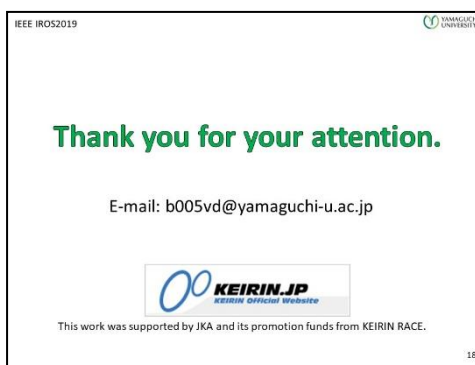 IEEE IROS2019
YAMAGUCHI
UNIVERSITY
Thank you for your attention.
E-mail: b005vd@yamaguchi-u.ac.jp
KEIRIN.JP
KEIRIN Official Website
This work was supported by JKA and its promotion funds from KEIRIN RACE.
18